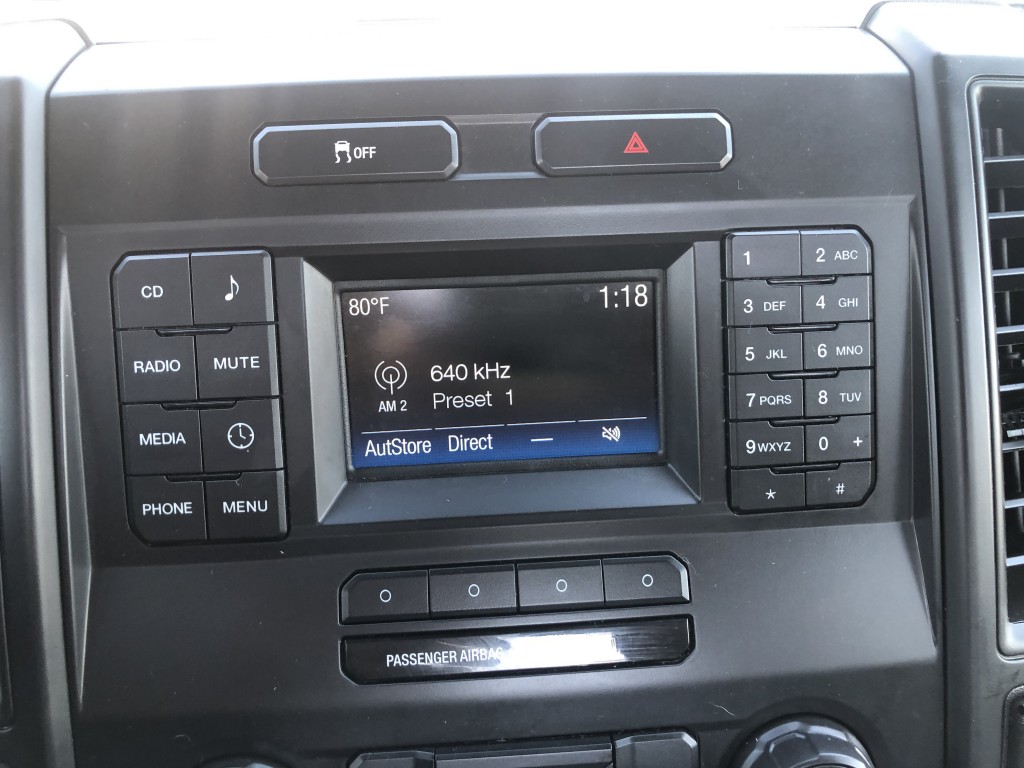 OFF
CD
RADIO MUTE
MEDIA
PHONE MENU
80°F 1:18
640 kHz
AM 2 Preset 1
AutStore Direct —
1 2 ABC
3 DEF 4 GHI
5 JKL 6 MNO
7 PQRS 8 TUV
9 WXYZ 0 +
* #
PASSENGER AIRBAG